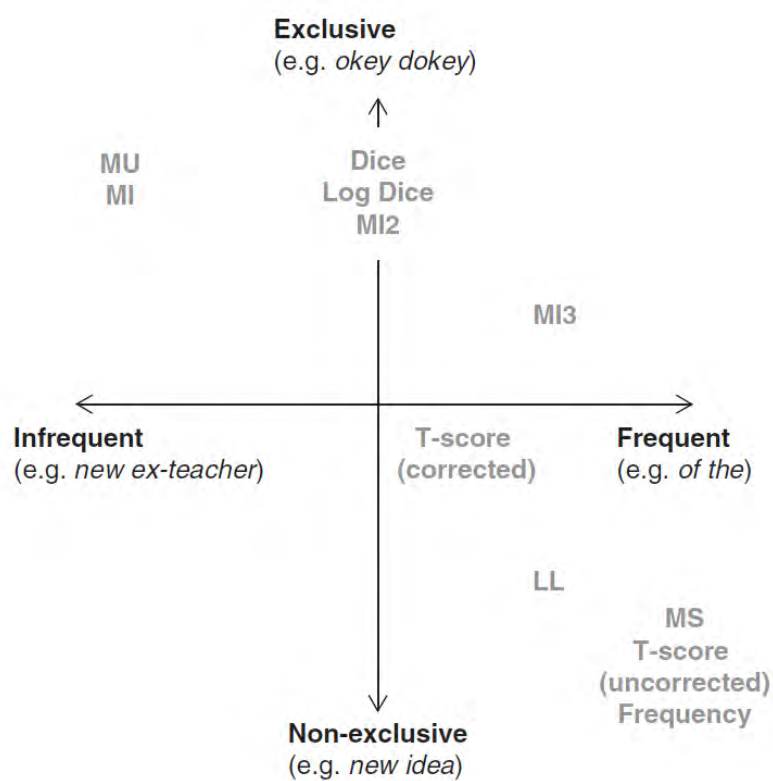 Exclusive
(e.g. okey dokey)
MU
MI
Dice
Log Dice
MI2
MI3
Infrequent
(e.g. new ex-teacher)
T-score
(corrected)
Frequent
(e.g. of the)
LL
MS
T-score
(uncorrected)
Frequency
Non-exclusive
(e.g. new idea)